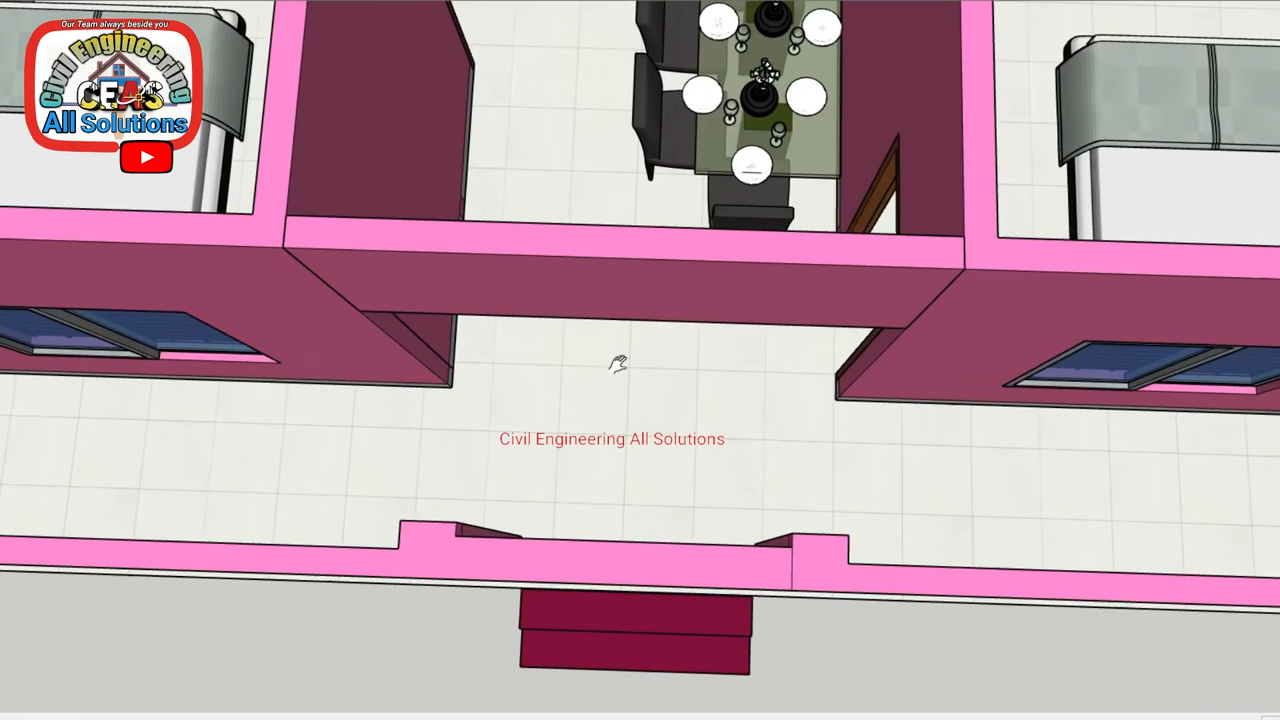 Our Team always beside you
Civil Engineering
CEAS
All Solutions
Civil Engineering All Solutions